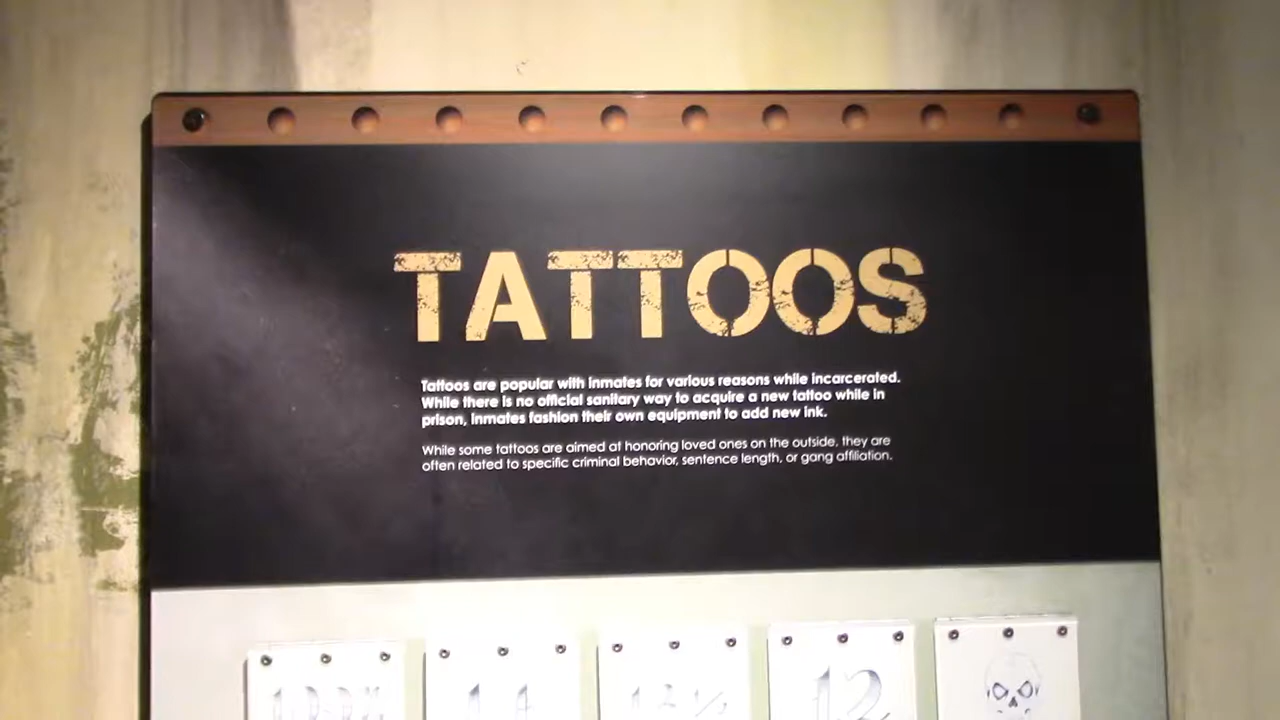 TATTOOS
Tattoos are popular with inmates for various reasons while incarcerated.
While there is no official sanitary way to acquire a new tattoo while in
prison, inmates fashion their own equipment to add new ink.
While some tattoos are aimed at honoring loved ones on the outside, they are
often related to specific criminal behavior, sentence length, or gang affiliation.
12